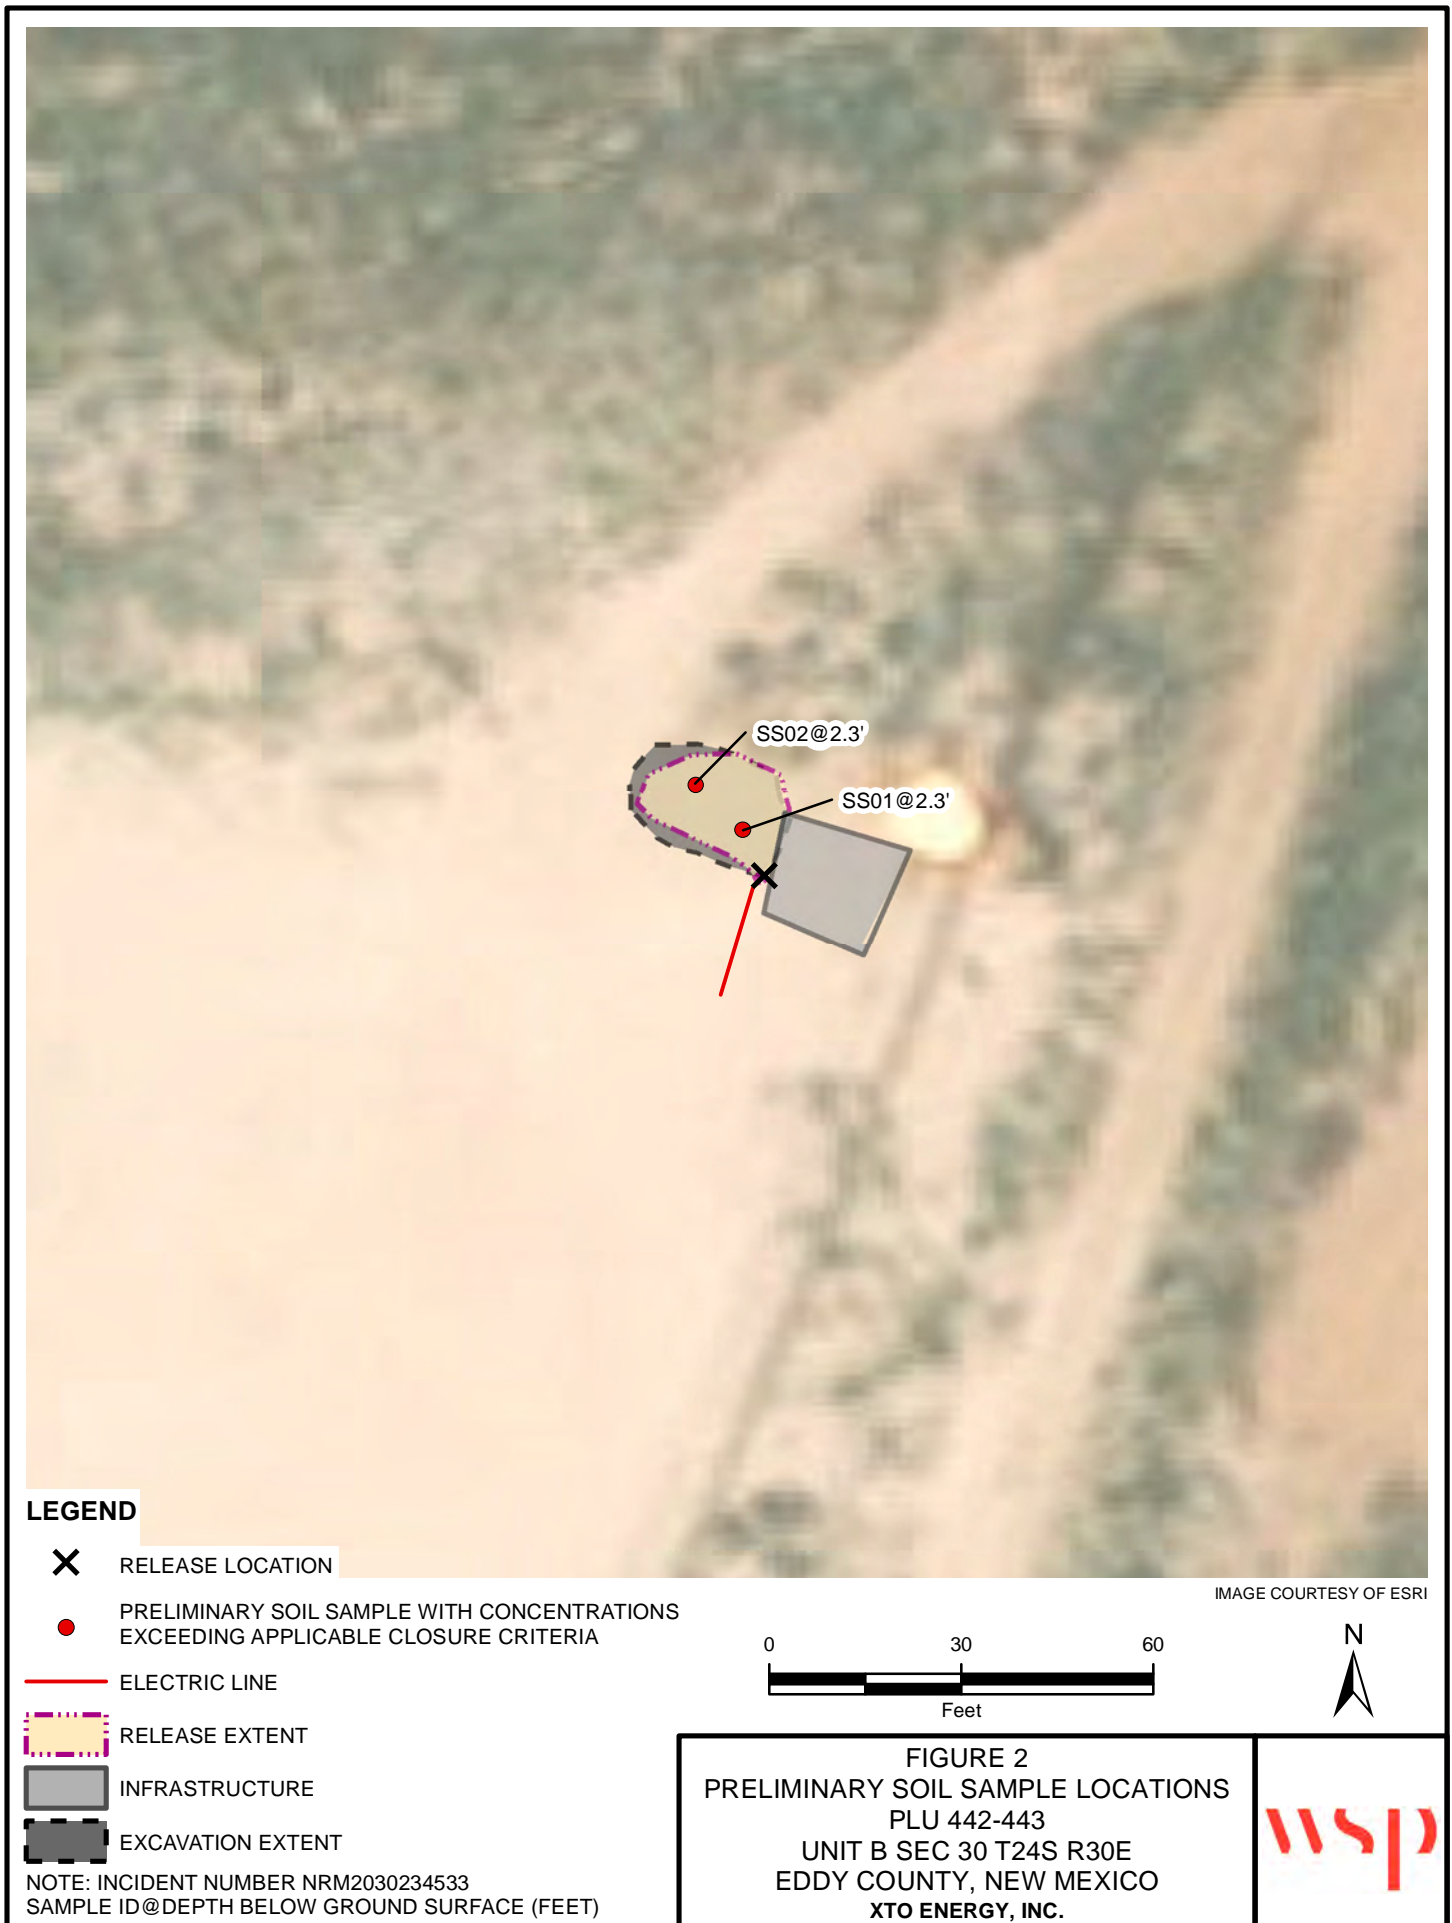 SS02@2.3'
SS01@2.3'
LEGEND
RELEASE LOCATION
PRELIMINARY SOIL SAMPLE WITH CONCENTRATIONS
EXCEEDING APPLICABLE CLOSURE CRITERIA
ELECTRIC LINE
RELEASE EXTENT
INFRASTRUCTURE
EXCAVATION EXTENT
NOTE: INCIDENT NUMBER NRM2030234533
SAMPLE ID@DEPTH BELOW GROUND SURFACE (FEET)
IMAGE COURTESY OF ESRI
0 30 60
Feet
N
FIGURE 2
PRELIMINARY SOIL SAMPLE LOCATIONS
PLU 442-443
UNIT B SEC 30 T24S R30E
EDDY COUNTY, NEW MEXICO
XTO ENERGY, INC.
wsp